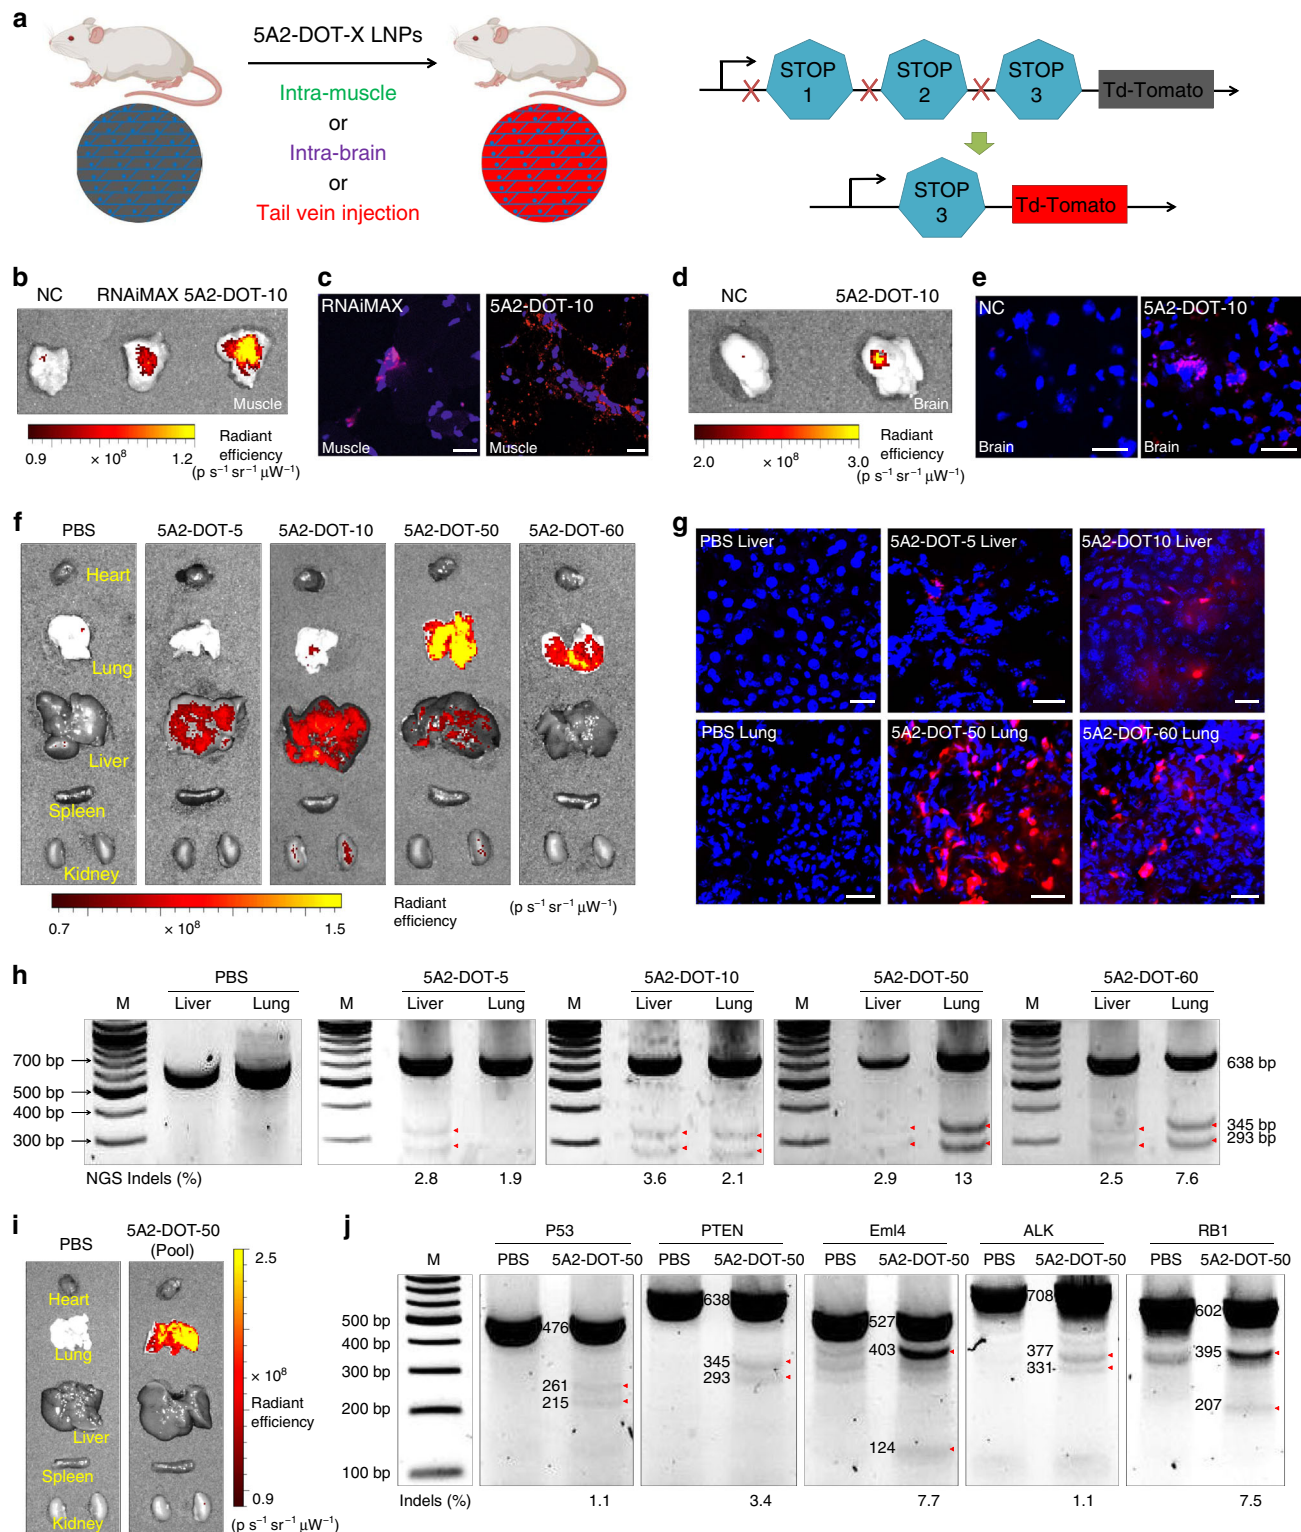 a
5A2-DOT-X LNPs
Intra-muscle
or
Intra-brain
or
Tail vein injection
STOP 1
STOP 2
STOP 3
Td-Tomato
STOP 3
Td-Tomato
b
NC RNAiMAX 5A2-DOT-10
Muscle
0.9 × 10⁸ 1.2
Radiant efficiency (p s⁻¹ sr⁻¹ µW⁻¹)
c
RNAiMAX
Muscle
5A2-DOT-10
Muscle
d
NC 5A2-DOT-10
Brain
2.0 × 10⁸ 3.0
Radiant efficiency (p s⁻¹ sr⁻¹ µW⁻¹)
e
NC
Brain
5A2-DOT-10
Brain
f
PBS 5A2-DOT-5 5A2-DOT-10 5A2-DOT-50 5A2-DOT-60
Heart
Lung
Liver
Spleen
Kidney
0.7 × 10⁸ 1.5
Radiant efficiency (p s⁻¹ sr⁻¹ µW⁻¹)
g
PBS Liver 5A2-DOT-5 Liver 5A2-DOT10 Liver
PBS Lung 5A2-DOT-50 Lung 5A2-DOT-60 Lung
h
PBS 5A2-DOT-5 5A2-DOT-10 5A2-DOT-50 5A2-DOT-60
M Liver Lung M Liver Lung M Liver Lung M Liver Lung M Liver Lung
700 bp
500 bp
400 bp
300 bp
638 bp
345 bp
293 bp
NGS Indels (%) 2.8 1.9 3.6 2.1 2.9 13 2.5 7.6
i
PBS 5A2-DOT-50 (Pool)
Heart
Lung
Liver
Spleen
Kidney
2.5
× 10⁸
Radiant efficiency
0.9
(p s⁻¹ sr⁻¹ µW⁻¹)
j
P53 PTEN Eml4 ALK RB1
M PBS 5A2-DOT-50 PBS 5A2-DOT-50 PBS 5A2-DOT-50 PBS 5A2-DOT-50 PBS 5A2-DOT-50
500 bp
400 bp
300 bp
200 bp
100 bp
476
261
215
638
345
293
527
403
124
708
377
331
602
395
207
Indels (%) 1.1 3.4 7.7 1.1 7.5